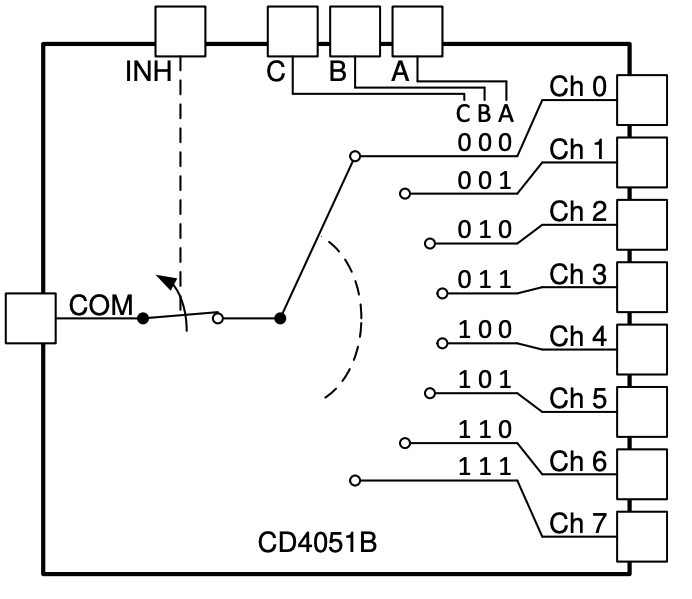 INH
C
B
A
C B A
Ch 0
0 0 0
Ch 1
0 0 1
Ch 2
0 1 0
Ch 3
0 1 1
COM
Ch 4
1 0 0
Ch 5
1 0 1
Ch 6
1 1 0
Ch 7
1 1 1
CD4051B